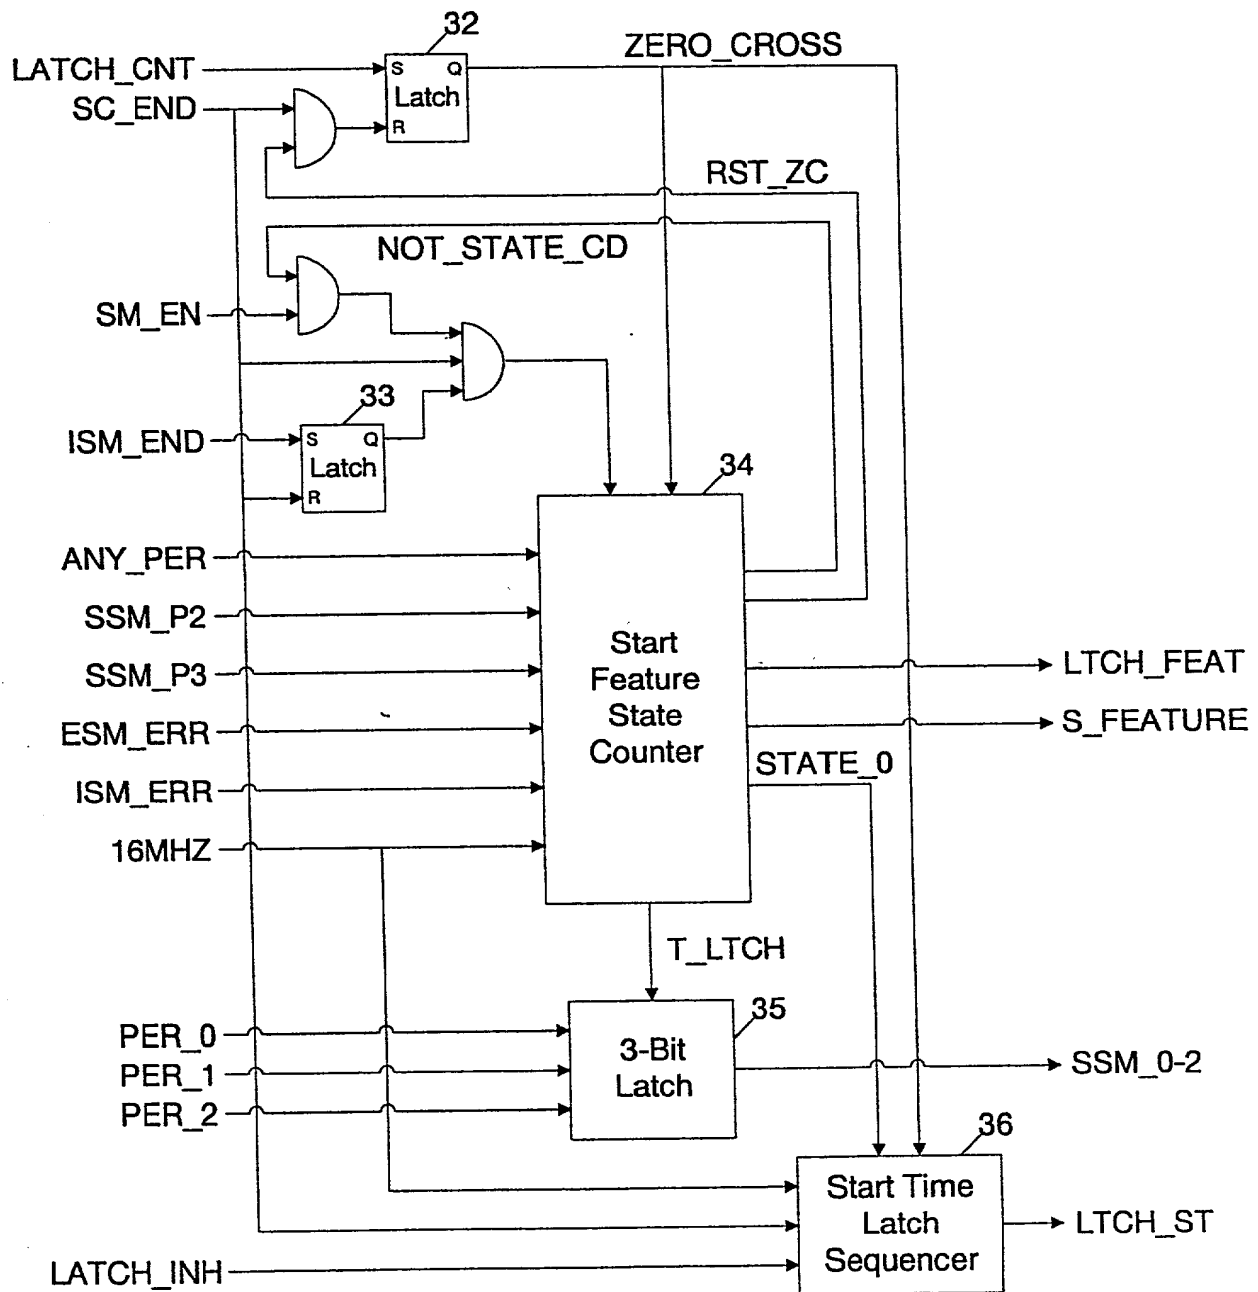 32
ZERO_CROSS
LATCH_CNT
S Q
Latch
R
SC_END
RST_ZC
NOT_STATE_CD
SM_EN
33
ISM_END
S Q
Latch
R
34
ANY_PER
SSM_P2
SSM_P3
ESM_ERR
ISM_ERR
16MHZ
Start
Feature
State
Counter
LTCH_FEAT
S_FEATURE
STATE_0
T_LTCH
35
PER_0
PER_1
PER_2
3-Bit
Latch
SSM_0-2
36
Start Time
Latch
Sequencer
LTCH_ST
LATCH_INH